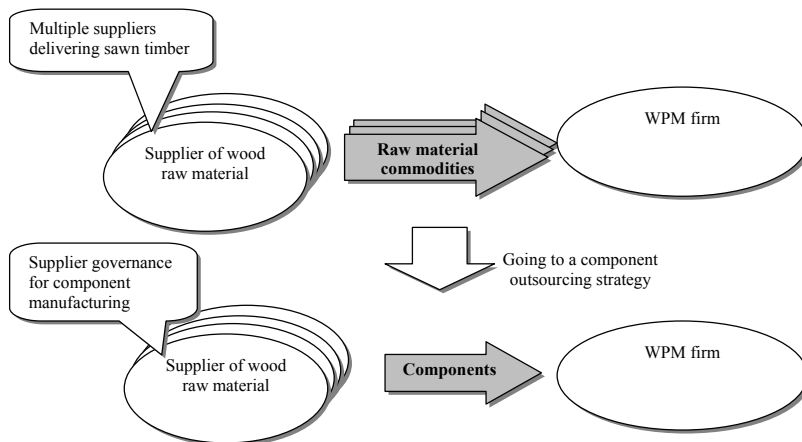 Multiple suppliers
delivering sawn timber
Supplier of wood
raw material
Raw material
commodities
WPM firm
Going to a component
outsourcing strategy
Supplier governance
for component
manufacturing
Supplier of wood
raw material
Components
WPM firm